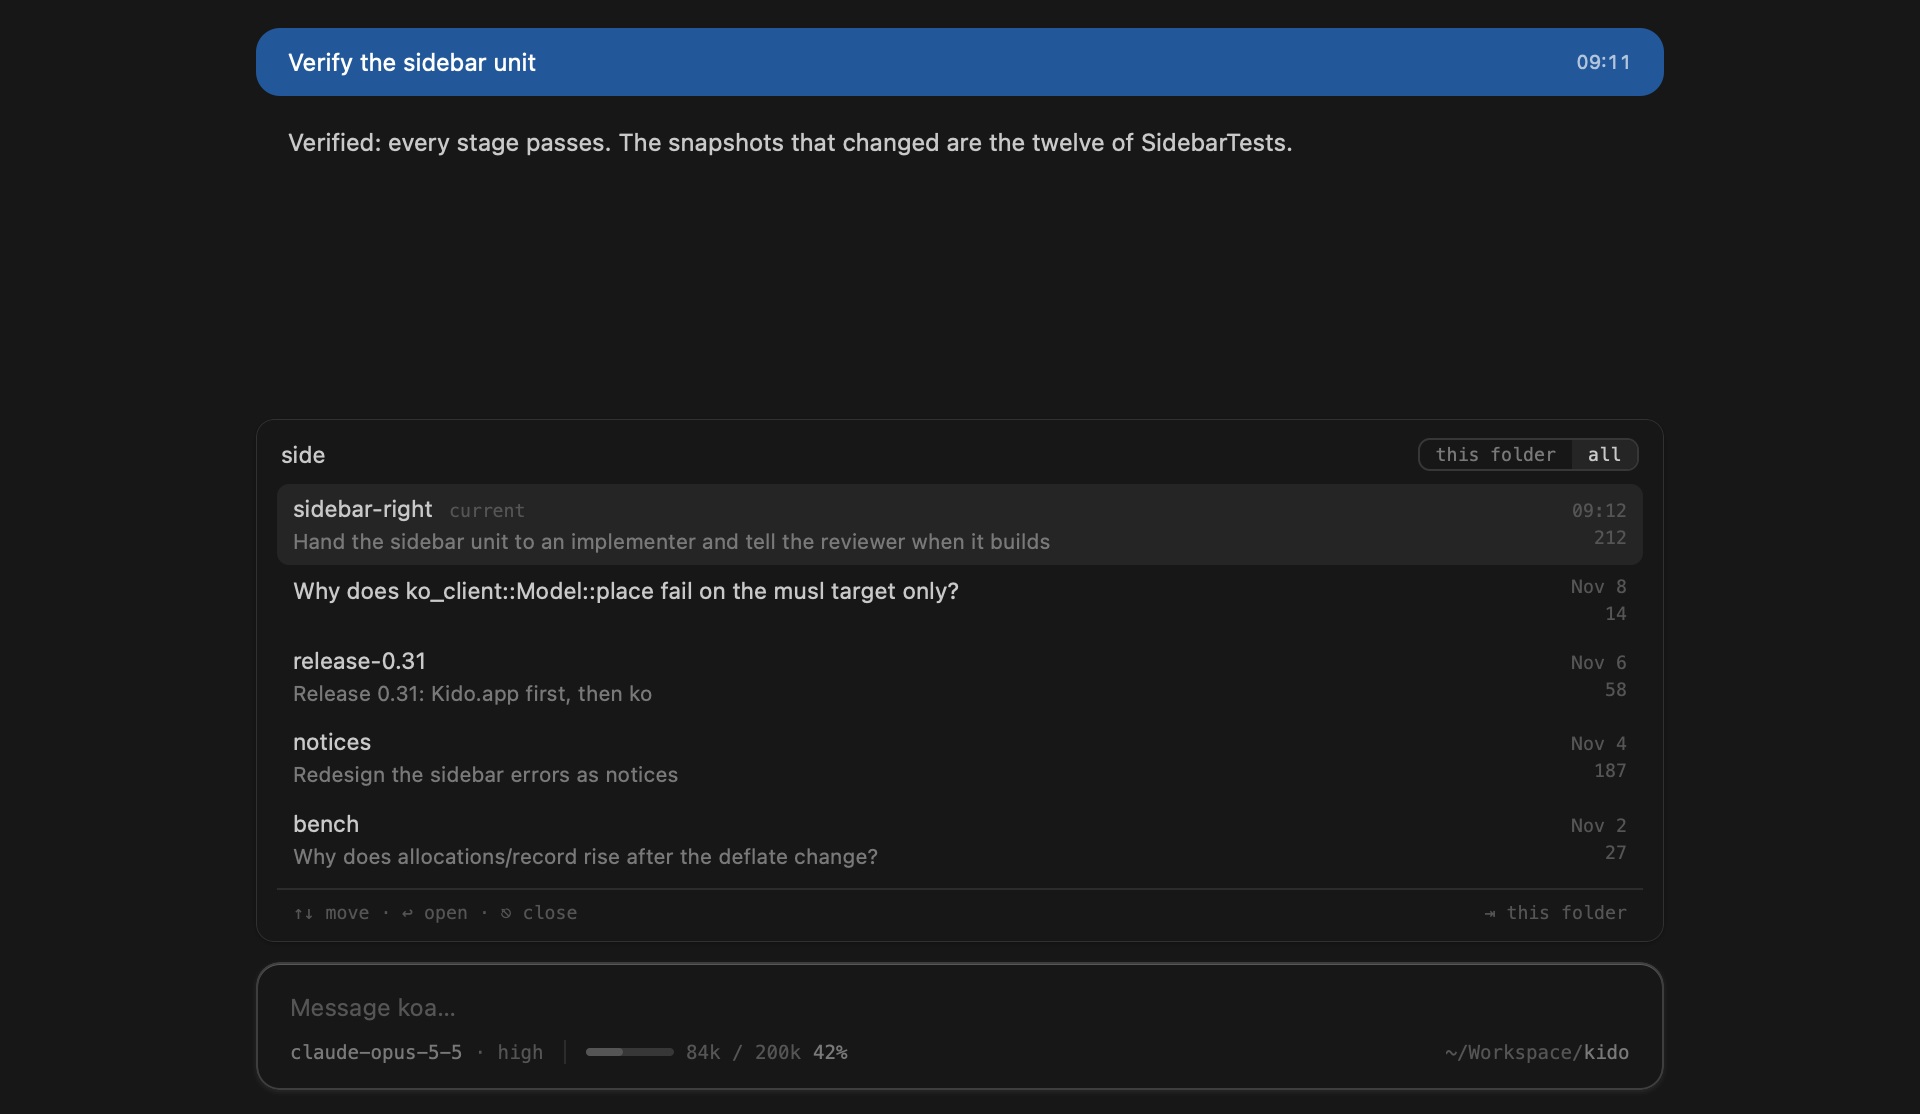 Verify the sidebar unit 09:11
Verified: every stage passes. The snapshots that changed are the twelve of SidebarTests.
side this folder all
sidebar-right current 09:12
Hand the sidebar unit to an implementer and tell the reviewer when it builds 212
Why does ko_client::Model::place fail on the musl target only? Nov 8
14
release-0.31 Nov 6
Release 0.31: Kido.app first, then ko 58
notices Nov 4
Redesign the sidebar errors as notices 187
bench Nov 2
Why does allocations/record rise after the deflate change? 27
↑↓ move · ↩ open · ⎋ close ⇥ this folder
Message koa...
claude-opus-5-5 · high 84k / 200k 42% ~/Workspace/kido